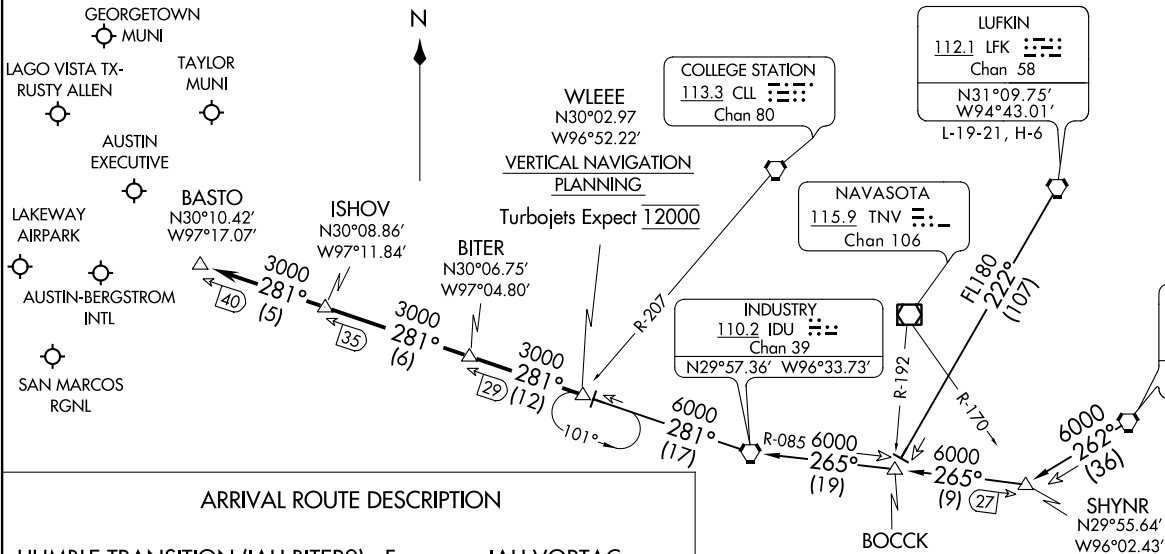 GEORGETOWN
MUNI
LAGO VISTA TX-
RUSTY ALLEN
TAYLOR
MUNI
AUSTIN
EXECUTIVE
LAKEWAY
AIRPARK
AUSTIN-BERGSTROM
INTL
SAN MARCOS
RGNL
N
BASTO
N30°10.42'
W97°17.07'
ISHOV
N30°08.86'
W97°11.84'
BITER
N30°06.75'
W97°04.80'
WLEEE
N30°02.97
W96°52.22'
VERTICAL NAVIGATION
PLANNING
Turbojets Expect 12000
COLLEGE STATION
113.3 CLL
Chan 80
LUFKIN
112.1 LFK
Chan 58
N31°09.75'
W94°43.01'
L-19-21, H-6
NAVASOTA
115.9 TNV
Chan 106
INDUSTRY
110.2 IDU
Chan 39
N29°57.36' W96°33.73'
3000
281°
(5)
40
3000
281°
(6)
35
3000
281°
(12)
29
101°
R-207
6000
281°
(17)
R-085
6000
265°
(19)
R-192
R-170
FL180
222°
(107)
6000
265°
(9)
27
6000
262°
(36)
BOCCK
SHYNR
N29°55.64'
W96°02.43'
ARRIVAL ROUTE DESCRIPTION